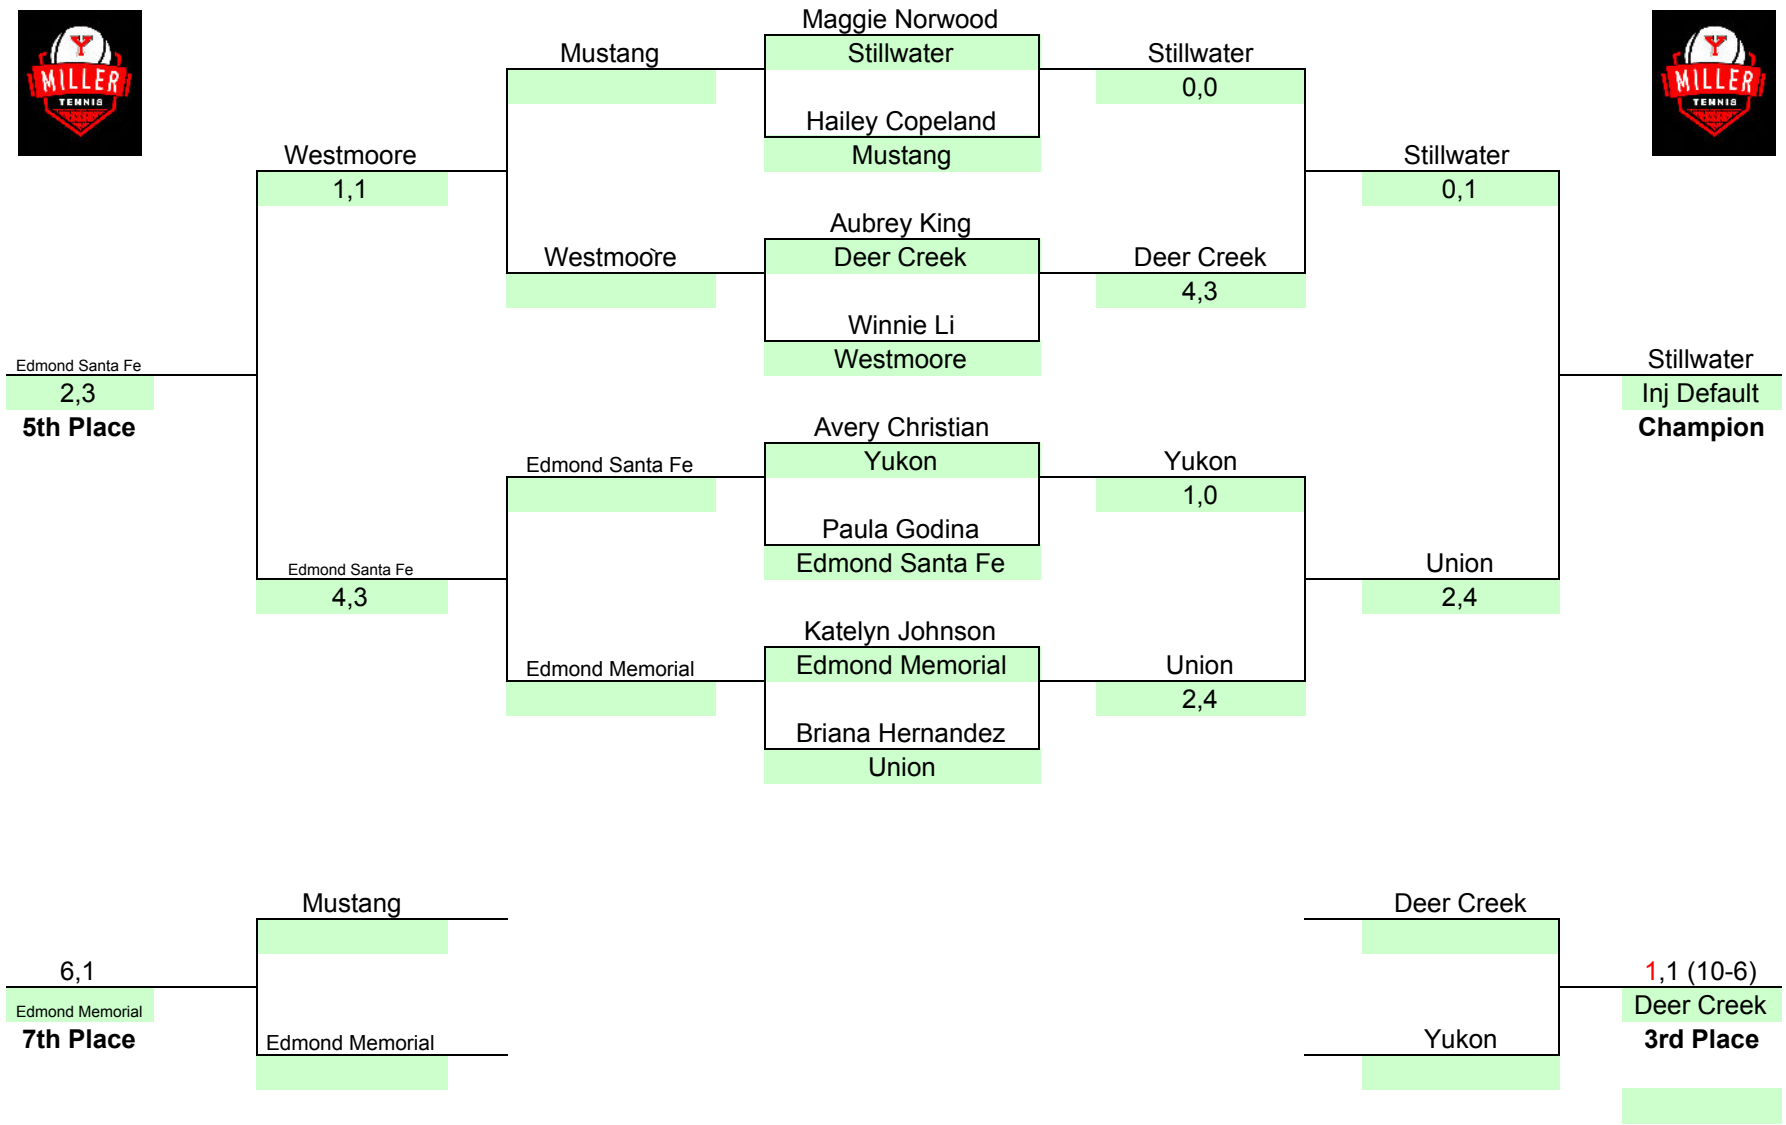 Maggie Norwood
Mustang
Stillwater
Stillwater
0,0
Y
MILLER
TENNIS
Y
MILLER
TENNIS
Hailey Copeland
Westmoore
Mustang
Stillwater
1,1
0,1
Aubrey King
Westmoòre
Deer Creek
Deer Creek
4,3
Winnie Li
Edmond Santa Fe
Westmoore
Stillwater
2,3
Inj Default
5th Place
Avery Christian
Champion
Edmond Santa Fe
Yukon
Yukon
1,0
Paula Godina
Edmond Santa Fe
Edmond Santa Fe
Union
4,3
2,4
Katelyn Johnson
Edmond Memorial
Edmond Memorial
Union
2,4
Briana Hernandez
Union
Mustang
Deer Creek
6,1
1,1 (10-6)
Edmond Memorial
Deer Creek
7th Place
Edmond Memorial
Yukon
3rd Place